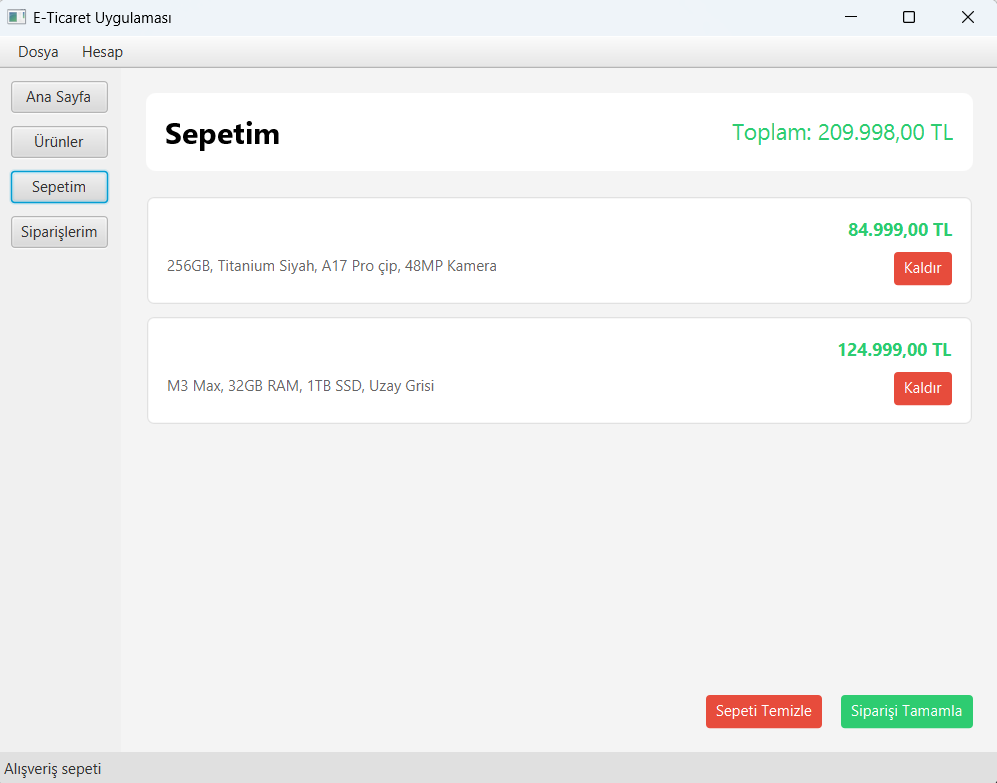 E-Ticaret Uygulaması
Dosya Hesap
Ana Sayfa
Ürünler
Sepetim
Siparişlerim
Sepetim
Toplam: 209.998,00 TL
84.999,00 TL
256GB, Titanium Siyah, A17 Pro çip, 48MP Kamera
Kaldır
124.999,00 TL
M3 Max, 32GB RAM, 1TB SSD, Uzay Grisi
Kaldır
Sepeti Temizle
Siparişi Tamamla
Alışveriş sepeti